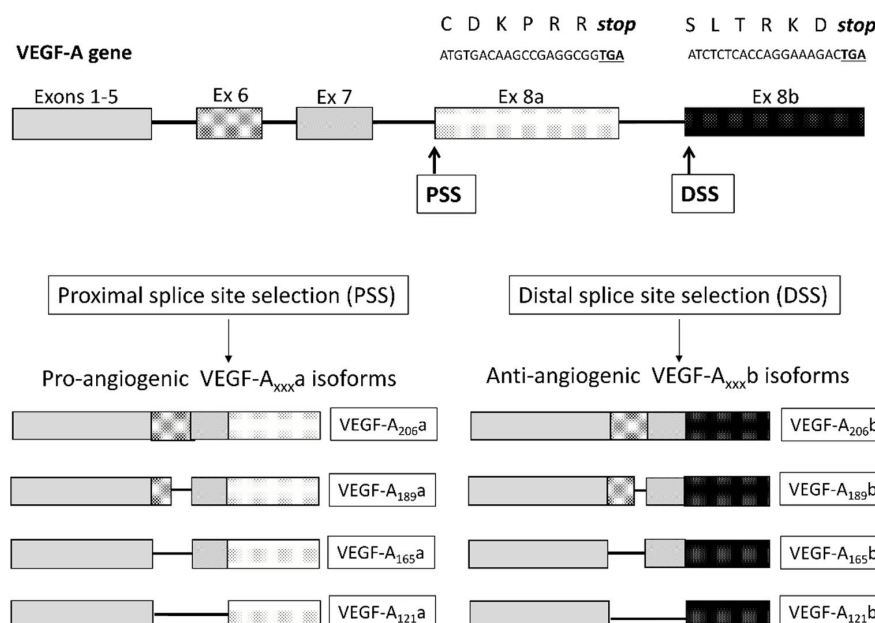 C D K P R R stop
S L T R K D stop
VEGF-A gene
ATGTGACAAGCCGAGGCGGTGA
ATCTCTCACCAGGAAAGACTGA
Exons 1-5
Ex 6
Ex 7
Ex 8a
Ex 8b
PSS
DSS
Proximal splice site selection (PSS)
Distal splice site selection (DSS)
Pro-angiogenic VEGF-Axxxa isoforms
Anti-angiogenic VEGF-Axxxb isoforms
VEGF-A206a
VEGF-A206b
VEGF-A189a
VEGF-A189b
VEGF-A165a
VEGF-A165b
VEGF-A121a
VEGF-A121b